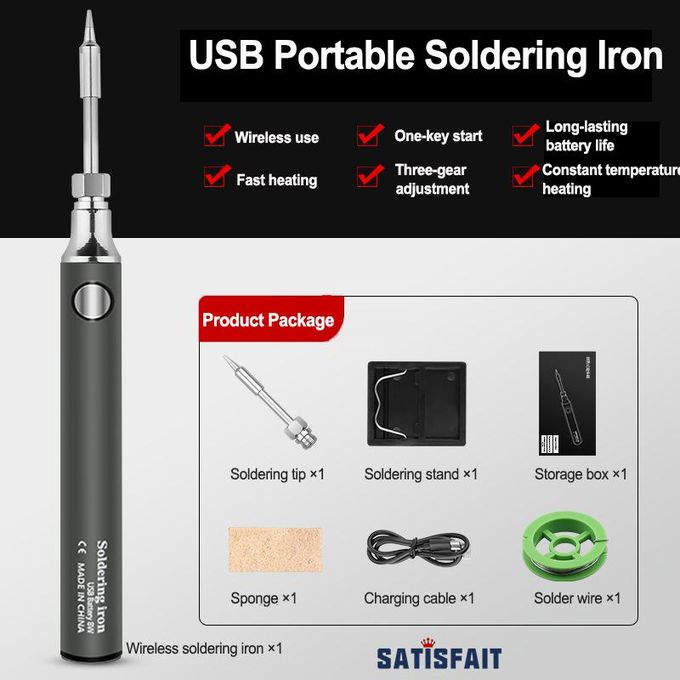 USB Portable Soldering Iron
Wireless use
One-key start
Long-lasting
battery life
Fast heating
Three-gear
adjustment
Constant temperature
heating
Product Package
Soldering tip ×1
Soldering stand ×1
Storage box ×1
Sponge ×1
Charging cable ×1
Solder wire ×1
Soldering iron
USB Battery 8W
CE MADE IN CHINA
Wireless soldering iron ×1
SATISFAIT